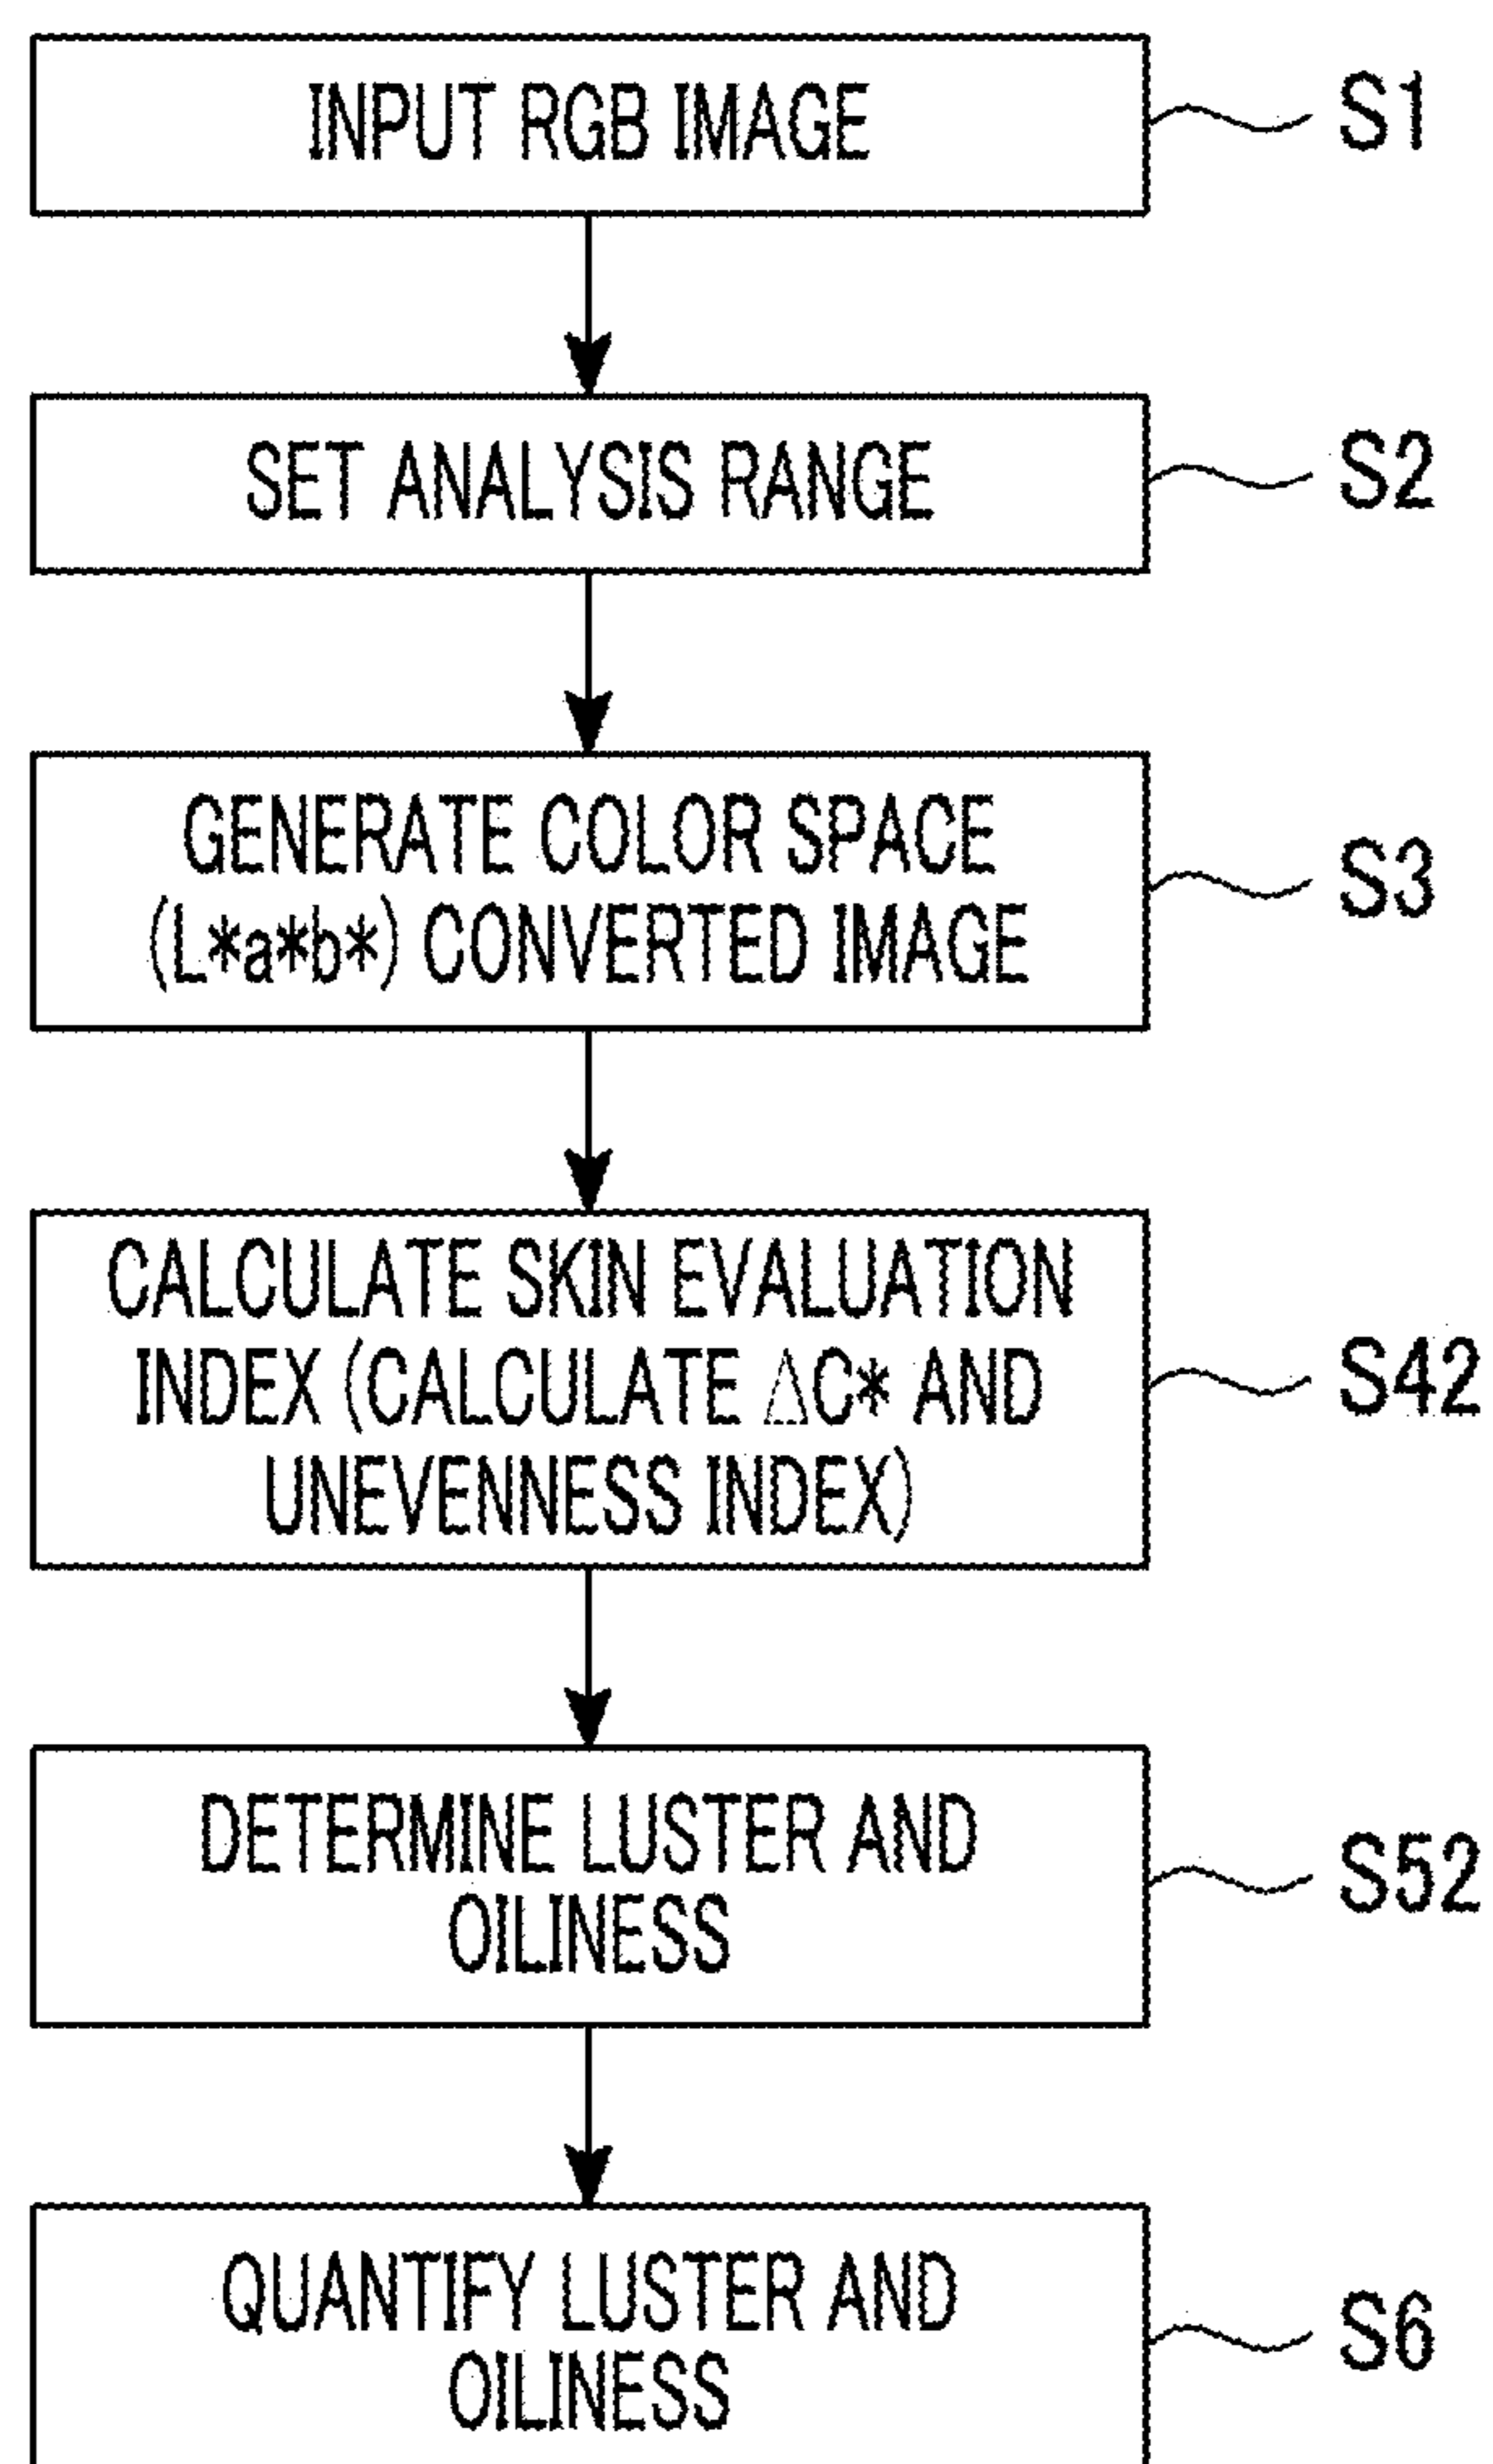 INPUT RGB IMAGE
S1
SET ANALYSIS RANGE
S2
GENERATE COLOR SPACE
(L*a*b*) CONVERTED IMAGE
S3
CALCULATE SKIN EVALUATION
INDEX (CALCULATE ΔC* AND
UNEVENNESS INDEX)
S42
DETERMINE LUSTER AND
OILINESS
S52
QUANTIFY LUSTER AND
OILINESS
S6